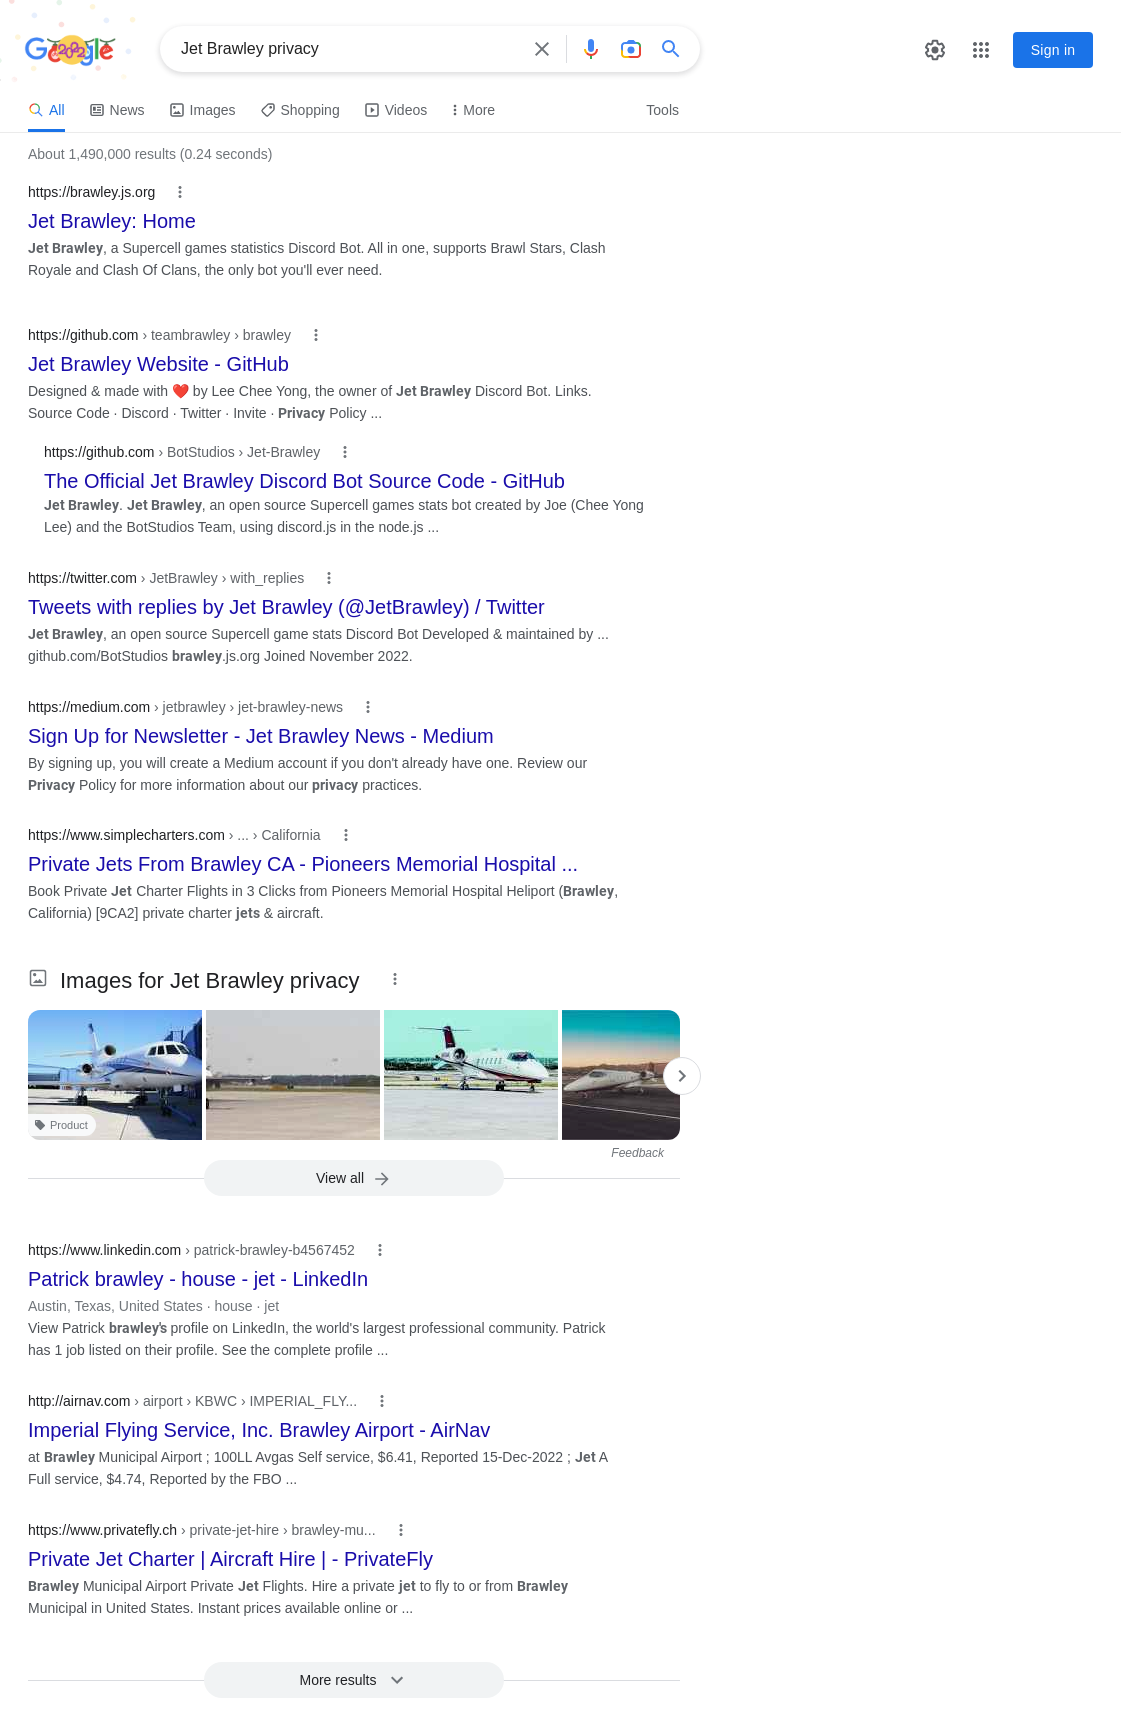 Google
Jet Brawley privacy
Sign in
All
News
Images
Shopping
Videos
More
Tools
About 1,490,000 results (0.24 seconds)
https://brawley.js.org
Jet Brawley: Home
Jet Brawley, a Supercell games statistics Discord Bot. All in one, supports Brawl Stars, Clash
Royale and Clash Of Clans, the only bot you'll ever need.
https://github.com › teambrawley › brawley
Jet Brawley Website - GitHub
Designed & made with ❤️ by Lee Chee Yong, the owner of Jet Brawley Discord Bot. Links.
Source Code · Discord · Twitter · Invite · Privacy Policy ...
https://github.com › BotStudios › Jet-Brawley
The Official Jet Brawley Discord Bot Source Code - GitHub
Jet Brawley. Jet Brawley, an open source Supercell games stats bot created by Joe (Chee Yong
Lee) and the BotStudios Team, using discord.js in the node.js ...
https://twitter.com › JetBrawley › with_replies
Tweets with replies by Jet Brawley (@JetBrawley) / Twitter
Jet Brawley, an open source Supercell game stats Discord Bot Developed & maintained by ...
github.com/BotStudios brawley.js.org Joined November 2022.
https://medium.com › jetbrawley › jet-brawley-news
Sign Up for Newsletter - Jet Brawley News - Medium
By signing up, you will create a Medium account if you don't already have one. Review our
Privacy Policy for more information about our privacy practices.
https://www.simplecharters.com › ... › California
Private Jets From Brawley CA - Pioneers Memorial Hospital ...
Book Private Jet Charter Flights in 3 Clicks from Pioneers Memorial Hospital Heliport (Brawley,
California) [9CA2] private charter jets & aircraft.
Images for Jet Brawley privacy
Product
Feedback
View all
https://www.linkedin.com › patrick-brawley-b4567452
Patrick brawley - house - jet - LinkedIn
Austin, Texas, United States · house · jet
View Patrick brawley's profile on LinkedIn, the world's largest professional community. Patrick
has 1 job listed on their profile. See the complete profile ...
http://airnav.com › airport › KBWC › IMPERIAL_FLY...
Imperial Flying Service, Inc. Brawley Airport - AirNav
at Brawley Municipal Airport ; 100LL Avgas Self service, $6.41, Reported 15-Dec-2022 ; Jet A
Full service, $4.74, Reported by the FBO ...
https://www.privatefly.ch › private-jet-hire › brawley-mu...
Private Jet Charter | Aircraft Hire | - PrivateFly
Brawley Municipal Airport Private Jet Flights. Hire a private jet to fly to or from Brawley
Municipal in United States. Instant prices available online or ...
More results